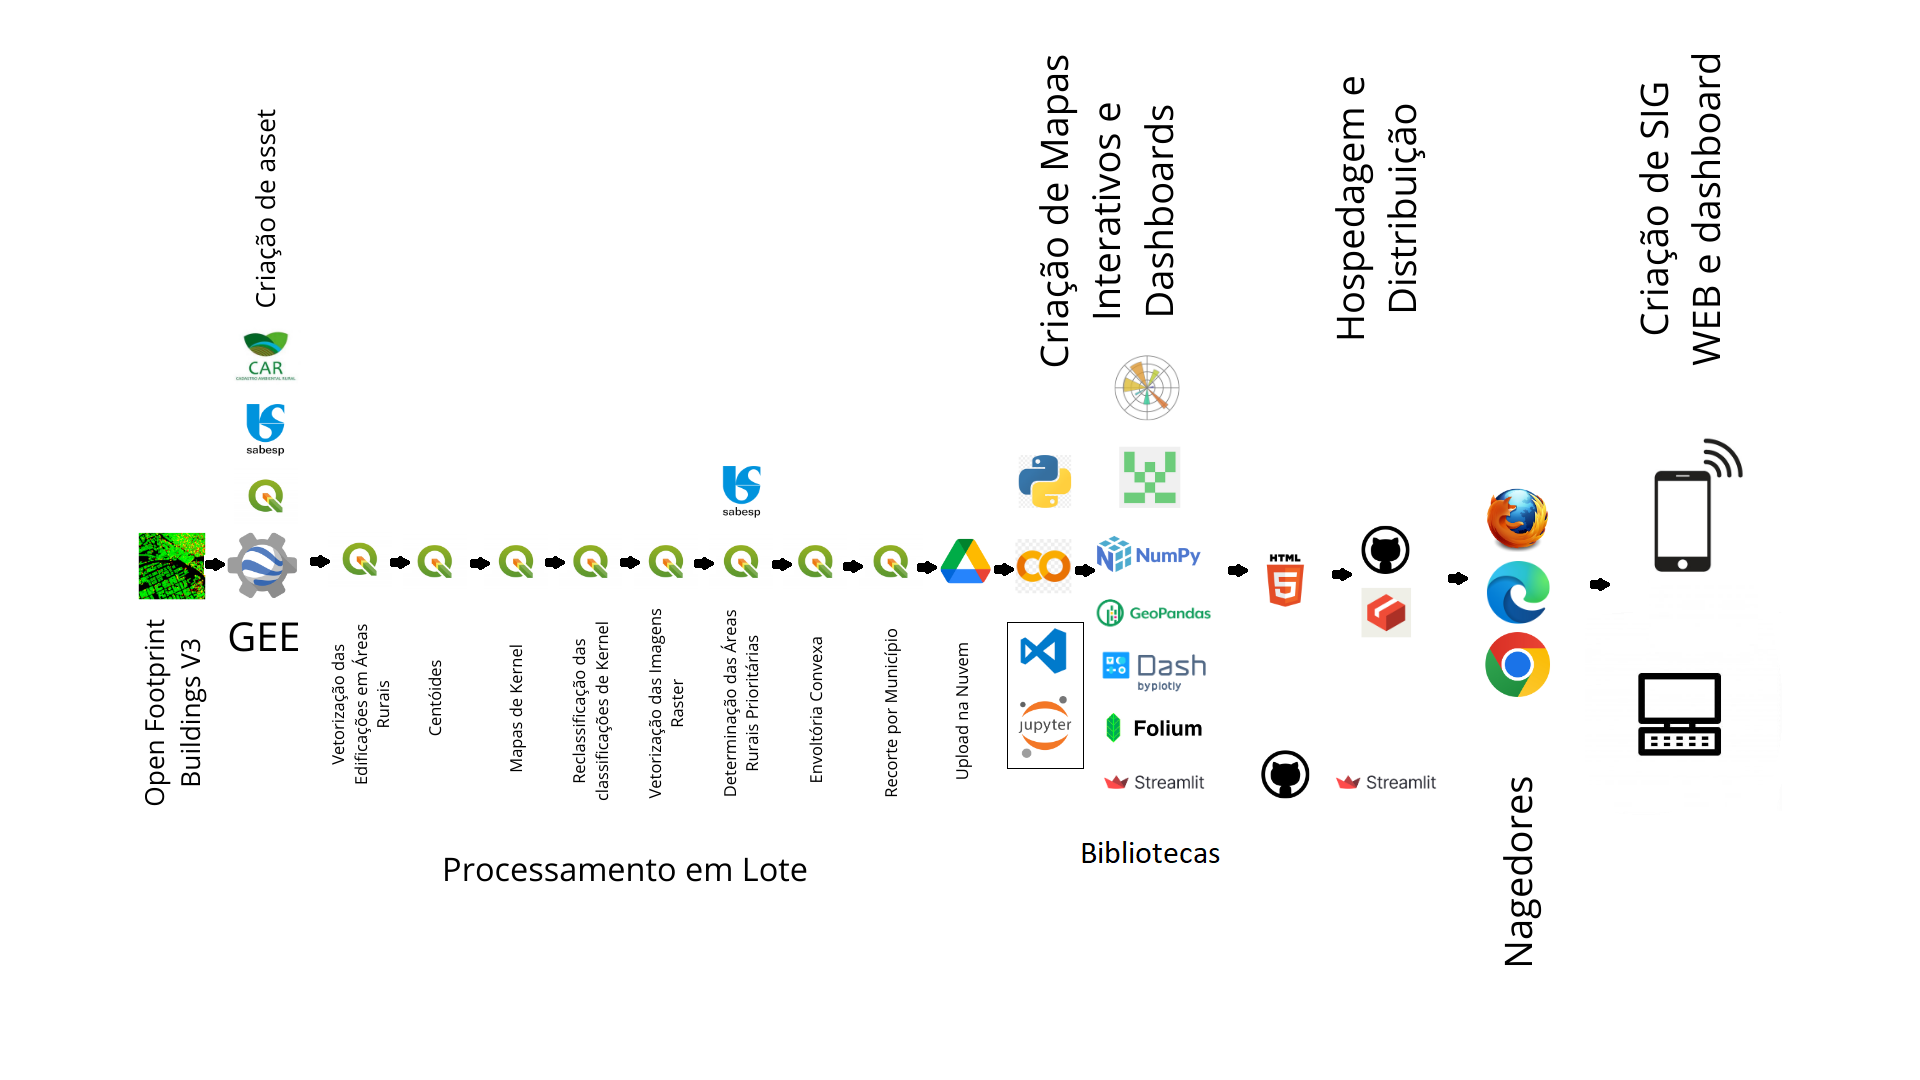 Criação de asset
CAR
CADASTRO AMBIENTAL RURAL
sabesp
Open Footprint
Buildings V3
GEE
Vetorização das
Edificações em Áreas
Rurais
Centóides
Mapas de Kernel
Reclassificação das
classificações de Kernel
Vetorização das Imagens
Raster
sabesp
Determinação das Áreas
Rurais Prioritárias
Envoltória Convexa
Recorte por Município
Upload na Nuvem
Processamento em Lote
Criação de Mapas
Interativos e
Dashboards
jupyter
NumPy
GeoPandas
Dash
by plotly
Folium
Streamlit
Bibliotecas
HTML
5
Hospedagem e
Distribuição
Streamlit
Nagedores
Criação de SIG
WEB e dashboard